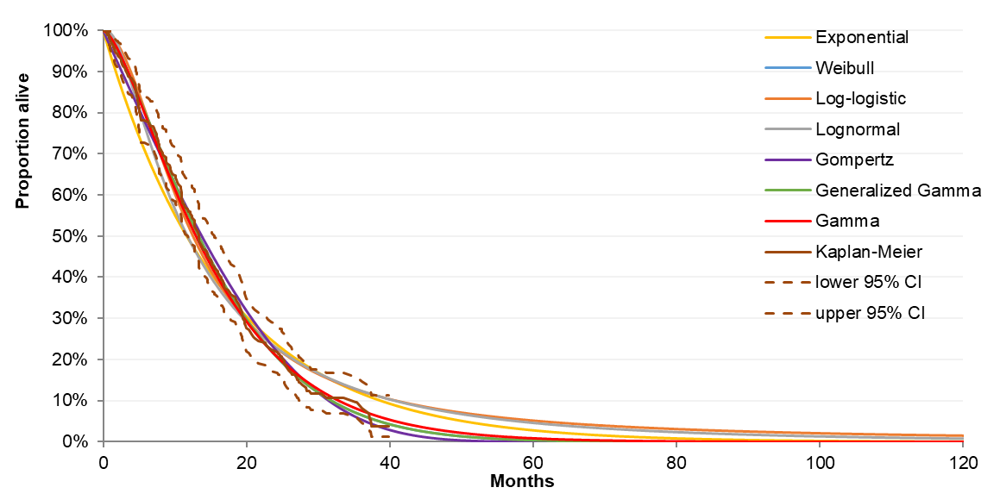 100%
90%
80%
70%
60%
50%
40%
30%
20%
10%
0%
Proportion alive
Exponential
Weibull
Log-logistic
Lognormal
Gompertz
Generalized Gamma
Gamma
Kaplan-Meier
lower 95% CI
upper 95% CI
0 20 40 60 80 100 120
Months